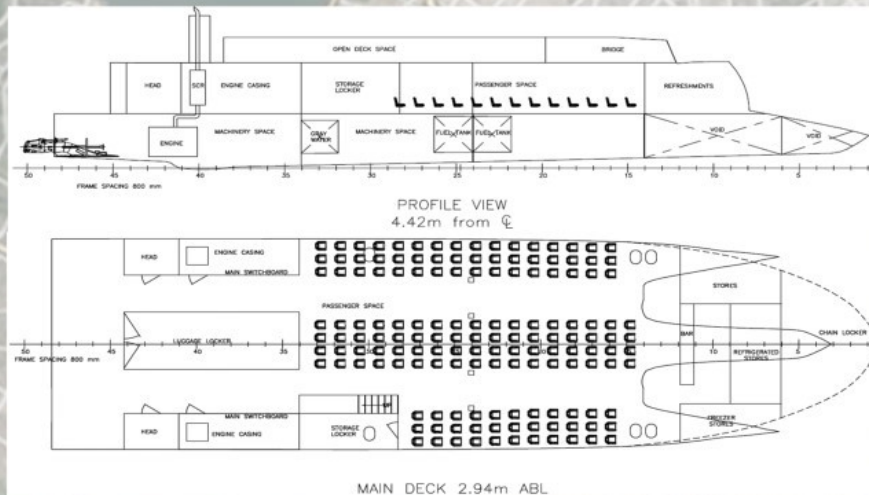 OPEN DECK SPACE
BRIDGE
HEAD
SCR
ENGINE CASING
STORAGE
LOCKER
PASSENGER SPACE
REFRESHMENTS
ENGINE
MACHINERY SPACE
GRAY
WATER
MACHINERY SPACE
FUEL TANK
FUEL TANK
VOID
VOID
50 45 40 35 30 25 20 15 10 5
FRAME SPACING 800 mm
PROFILE VIEW
4.42m from ℄
HEAD
ENGINE CASING
MAIN SWITCHBOARD
STORES
PASSENGER SPACE
LUGGAGE LOCKER
BAR
CHAIN LOCKER
50 45 40 35 30 20 10 5
FRAME SPACING 800 mm
REFRIGERATED
STORES
MAIN SWITCHBOARD
UP
HEAD
ENGINE CASING
STORAGE
LOCKER
FREEZER
STORES
MAIN DECK 2.94m ABL